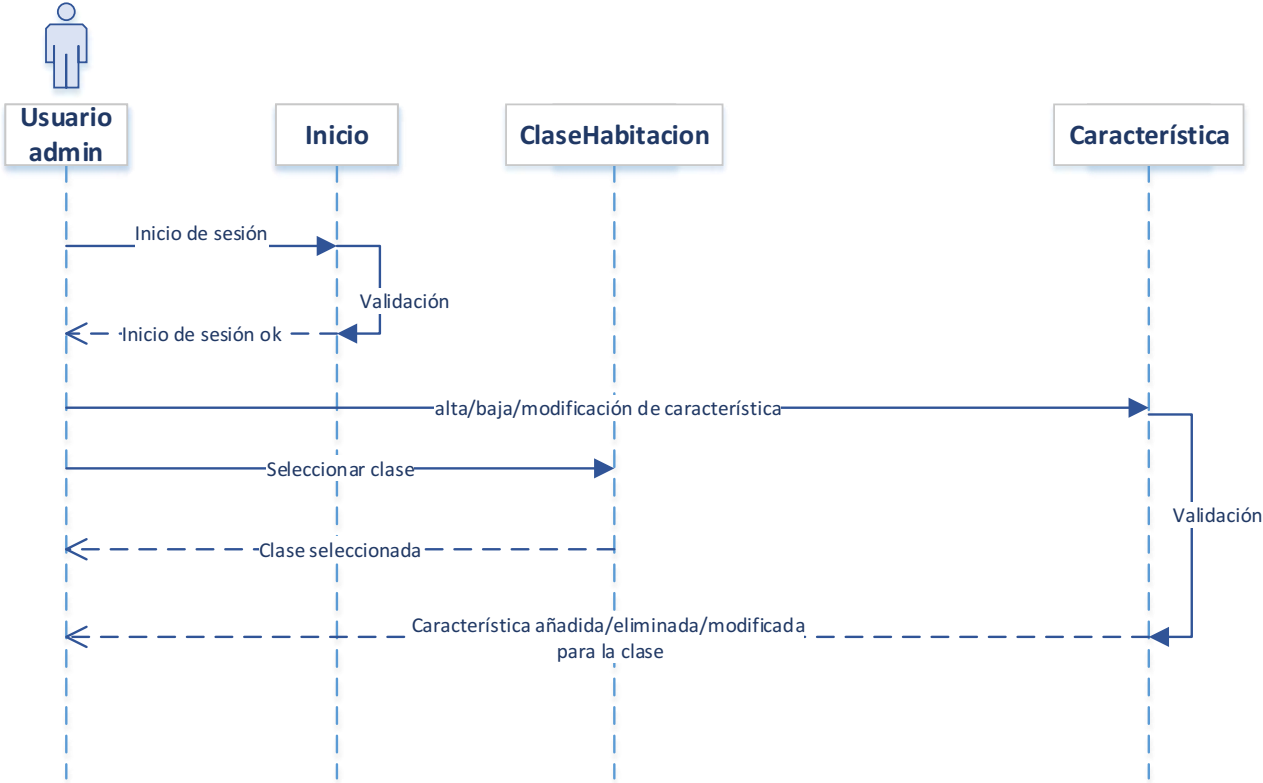 Usuario
admin
Inicio
ClaseHabitacion
Característica
Inicio de sesión
Validación
Inicio de sesión ok
alta/baja/modificación de característica
Seleccionar clase
Validación
Clase seleccionada
Característica añadida/eliminada/modificada
para la clase